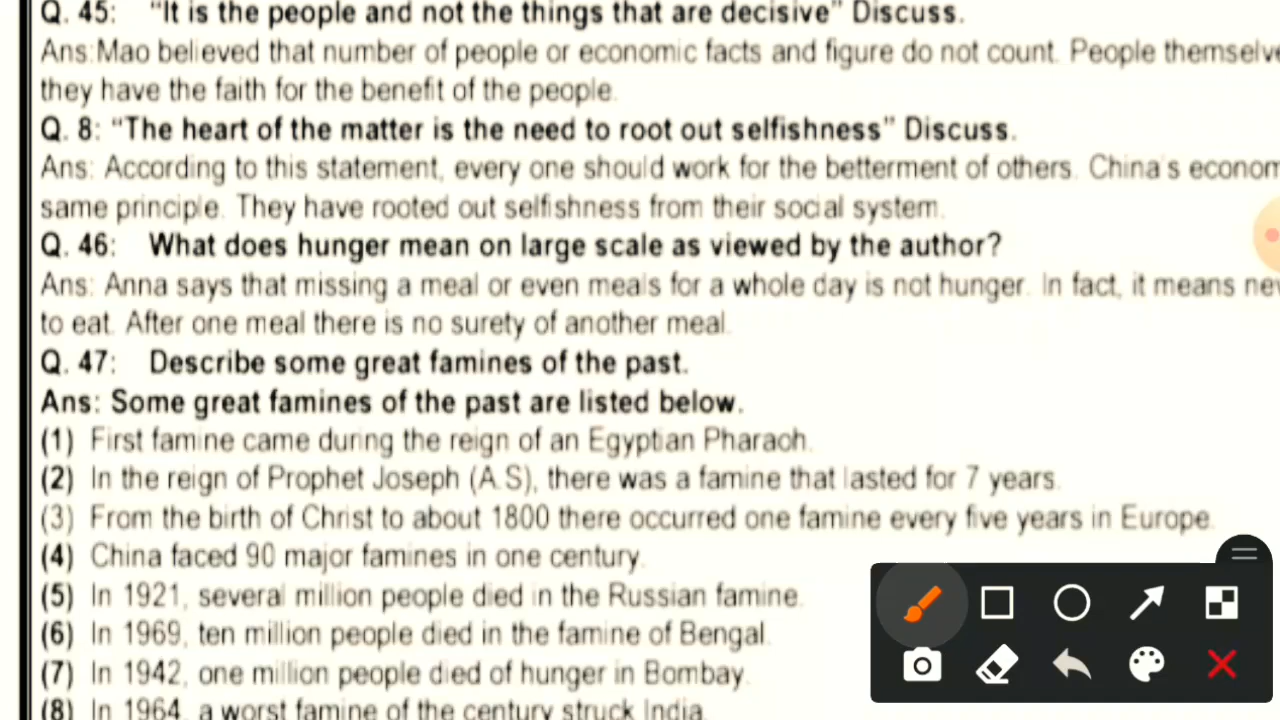 Q. 45: “It is the people and not the things that are decisive” Discuss.
Ans:Mao believed that number of people or economic facts and figure do not count. People themselve
they have the faith for the benefit of the people.
Q. 8: “The heart of the matter is the need to root out selfishness” Discuss.
Ans: According to this statement, every one should work for the betterment of others. China's econom
same principle. They have rooted out selfishness from their social system.
Q. 46: What does hunger mean on large scale as viewed by the author?
Ans: Anna says that missing a meal or even meals for a whole day is not hunger. In fact, it means nev
to eat. After one meal there is no surety of another meal.
Q. 47: Describe some great famines of the past.
Ans: Some great famines of the past are listed below.
(1) First famine came during the reign of an Egyptian Pharaoh.
(2) In the reign of Prophet Joseph (A.S), there was a famine that lasted for 7 years.
(3) From the birth of Christ to about 1800 there occurred one famine every five years in Europe.
(4) China faced 90 major famines in one century.
(5) In 1921, several million people died in the Russian famine.
(6) In 1969, ten million people died in the famine of Bengal.
(7) In 1942, one million people died of hunger in Bombay.
(8) In 1964, a worst famine of the century struck India.